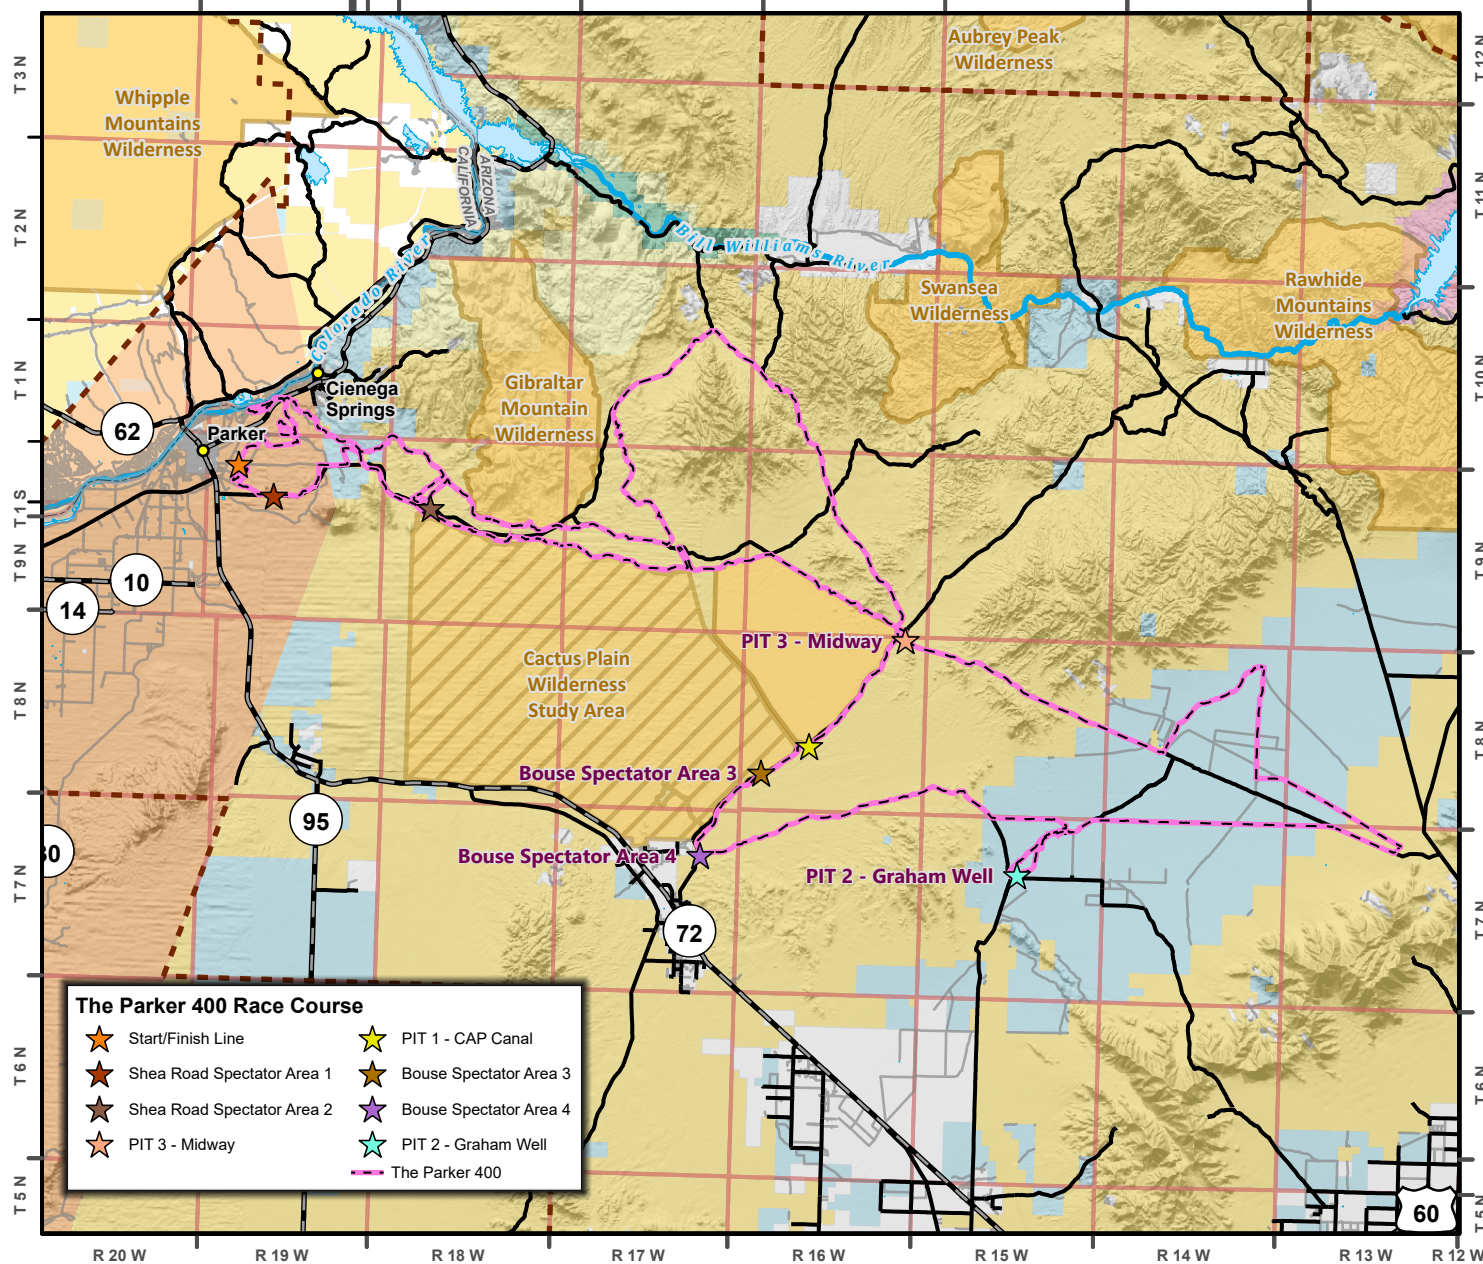 Aubrey Peak
Wilderness
Whipple
Mountains
Wilderness
ARIZONA
CALIFORNIA
Bill Williams River
Colorado River
Swansea
Wilderness
Rawhide
Mountains
Wilderness
Cienega
Springs
Gibraltar
Mountain
Wilderness
62
Parker
10
14
PIT 3 - Midway
Cactus Plain
Wilderness
Study Area
Bouse Spectator Area 3
95
Bouse Spectator Area 4
PIT 2 - Graham Well
72
60
The Parker 400 Race Course
Start/Finish Line
Shea Road Spectator Area 1
Shea Road Spectator Area 2
PIT 3 - Midway
PIT 1 - CAP Canal
Bouse Spectator Area 3
Bouse Spectator Area 4
PIT 2 - Graham Well
The Parker 400
T 3 N
T 2 N
T 1 N
T 1 S
T 9 N
T 8 N
T 7 N
T 6 N
T 5 N
T 12 N
T 11 N
T 10 N
T 9 N
T 8 N
T 7 N
T 6 N
T 5 N
R 20 W
R 19 W
R 18 W
R 17 W
R 16 W
R 15 W
R 14 W
R 13 W
R 12 W